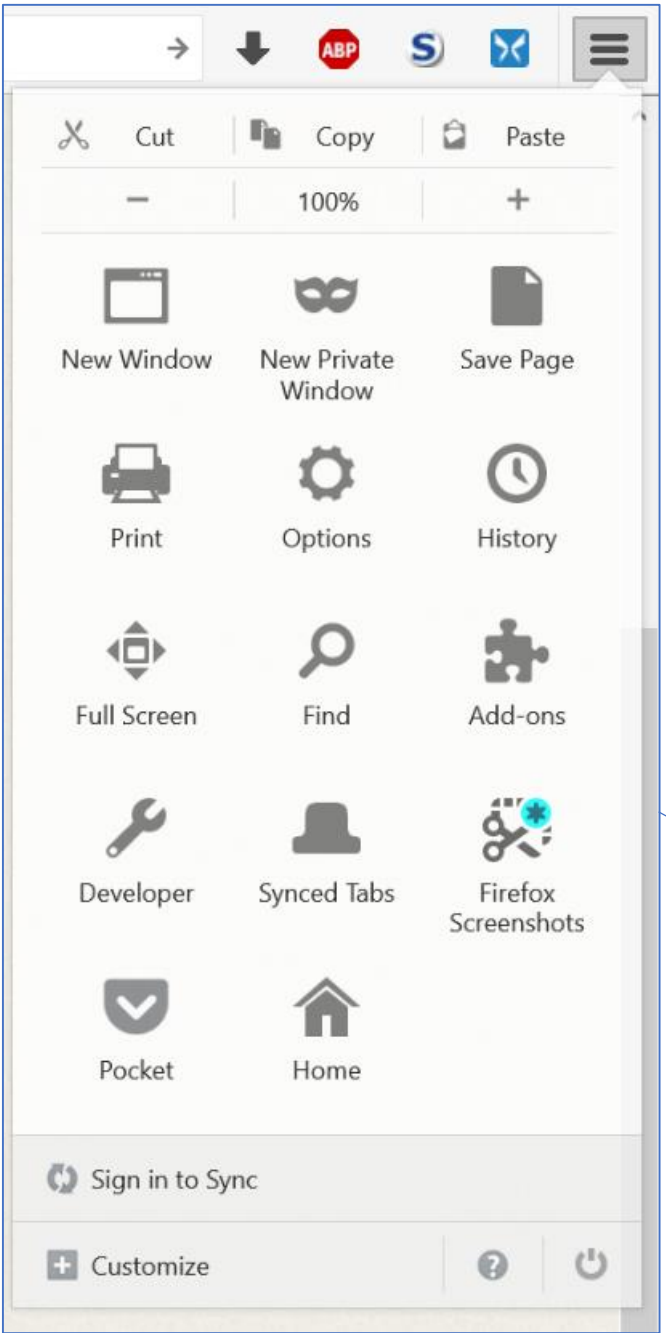 ABP
S
Cut Copy Paste
100%
New Window New Private Window Save Page
Print Options History
Full Screen Find Add-ons
Developer Synced Tabs Firefox Screenshots
Pocket Home
Sign in to Sync
Customize